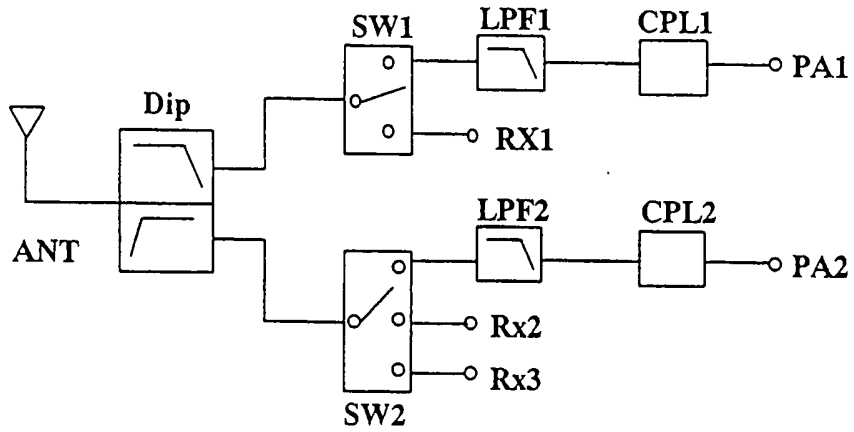 SW1
LPF1
CPL1
PA1
Dip
RX1
ANT
LPF2
CPL2
PA2
Rx2
Rx3
SW2